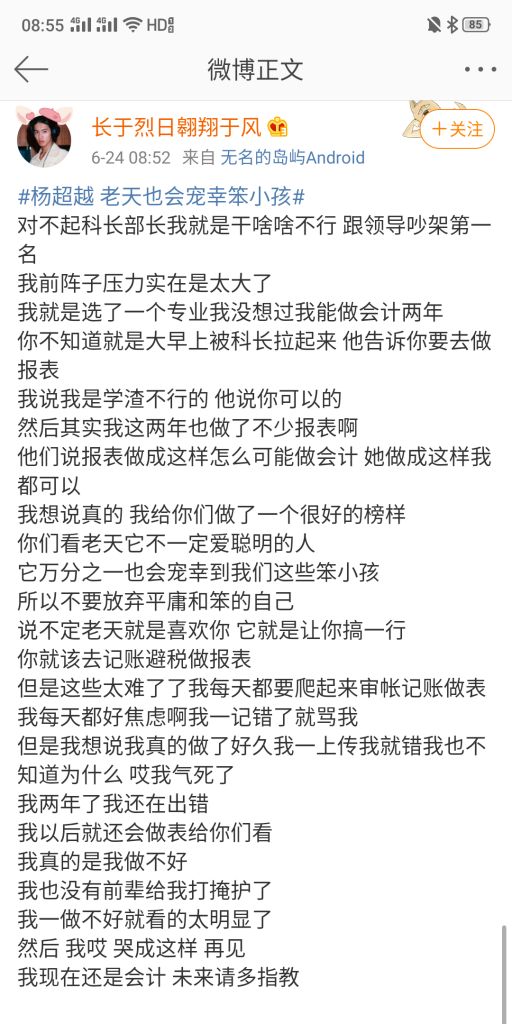 08:55 4G 4G HD 85
微博正文
长于烈日翱翔于风
＋关注
6-24 08:52 来自 无名的岛屿Android
#杨超越 老天也会宠幸笨小孩#
对不起科长部长我就是干啥啥不行 跟领导吵架第一
名
我前阵子压力实在是太大了
我就是选了一个专业我没想过我能做会计两年
你不知道就是大早上被科长拉起来 他告诉你要去做
报表
我说我是学渣不行的 他说你可以的
然后其实我这两年也做了不少报表啊
他们说报表做成这样怎么可能做会计 她做成这样我
都可以
我想说真的 我给你们做了一个很好的榜样
你们看老天它不一定爱聪明的人
它万分之一也会宠幸到我们这些笨小孩
所以不要放弃平庸和笨的自己
说不定老天就是喜欢你 它就是让你搞一行
你就该去记账避税做报表
但是这些太难了了我每天都要爬起来审帐记账做表
我每天都好焦虑啊我一记错了就骂我
但是我想说我真的做了好久我一上传我就错我也不
知道为什么 哎我气死了
我两年了我还在出错
我以后就还会做表给你们看
我真的是我做不好
我也没有前辈给我打掩护了
我一做不好就看的太明显了
然后 我哎 哭成这样 再见
我现在还是会计 未来请多指教